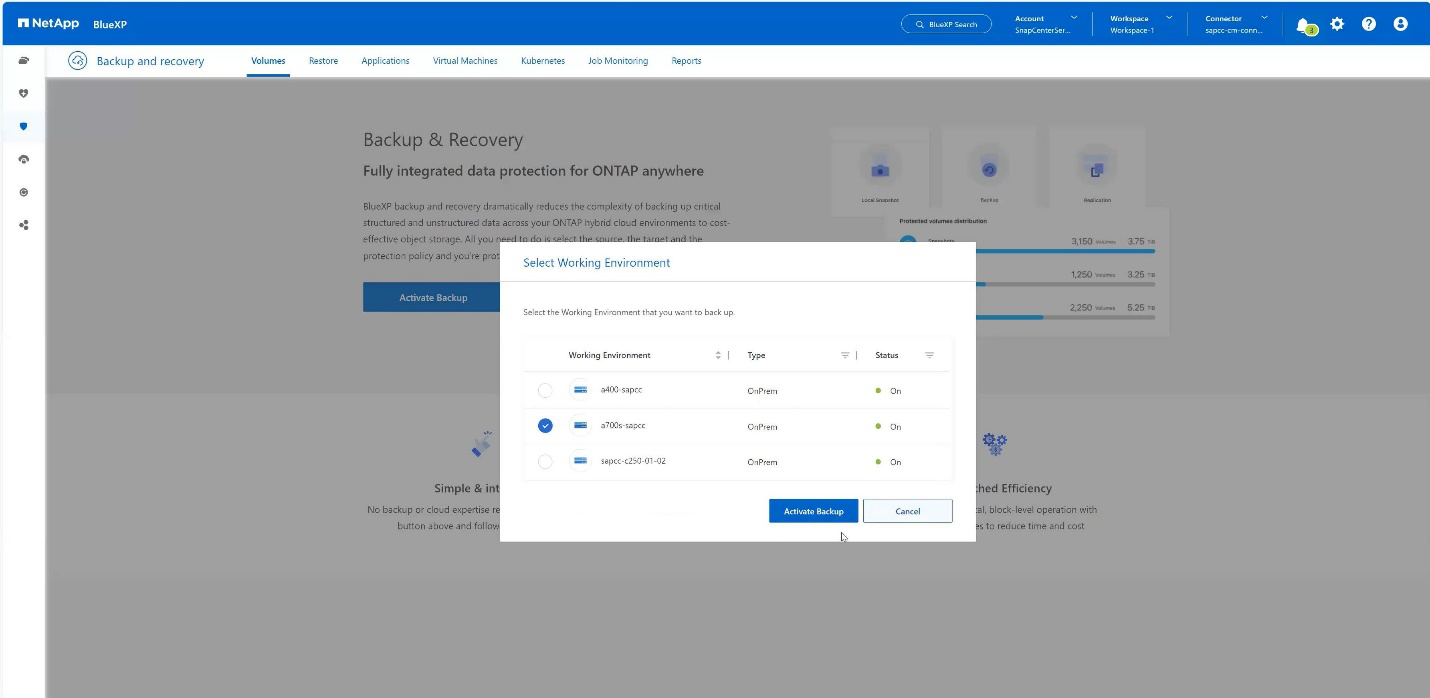 NetApp BlueXP
BlueXP Search
Account
SnapCenterSer...
Workspace
Workspace-1
Connector
sapcc-cm-conn...
3
Backup and recovery
Volumes Restore Applications Virtual Machines Kubernetes Job Monitoring Reports
Backup & Recovery
Fully integrated data protection for ONTAP anywhere
BlueXP backup and recovery dramatically reduces the complexity of backing up critical
structured and unstructured data across your ONTAP hybrid cloud environments to cost-
effective object storage. All you need to do is select the source, the target and the
protection policy and you're prot
Activate Backup
Local Snapshot
Backup
Replication
Protected volumes distribution
Snapshots
3,150 Volumes 3.75 TiB
1,250 Volumes 3.25 TiB
2,250 Volumes 5.25 TiB
Select Working Environment
Select the Working Environment that you want to back up.
Working Environment Type Status
a400-sapcc OnPrem On
a700s-sapcc OnPrem On
sapcc-c250-01-02 OnPrem On
Activate Backup Cancel
Simple & int
No backup or cloud expertise re
button above and follow
ched Efficiency
al, block-level operation with
es to reduce time and cost